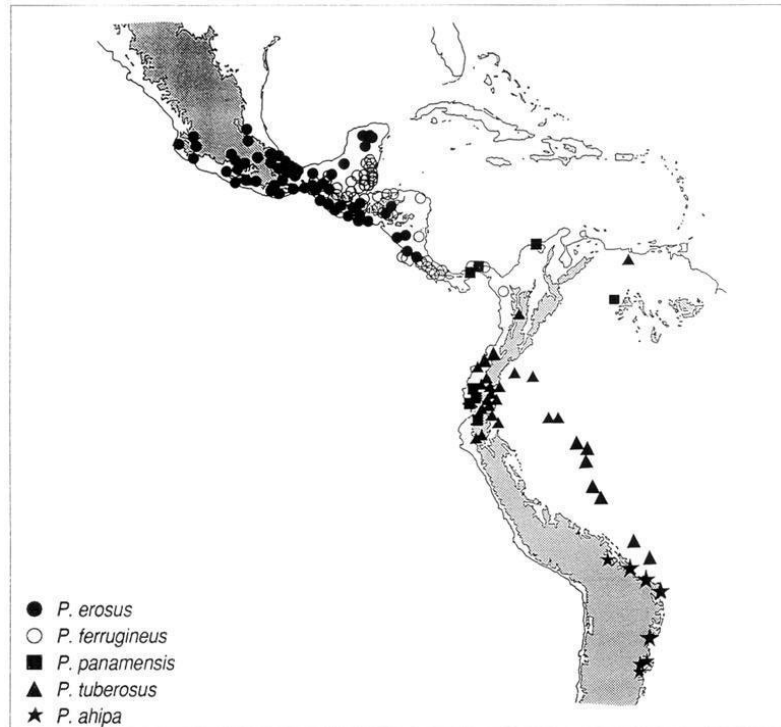 P. erosus
P. ferrugineus
P. panamensis
P. tuberosus
P. ahipa